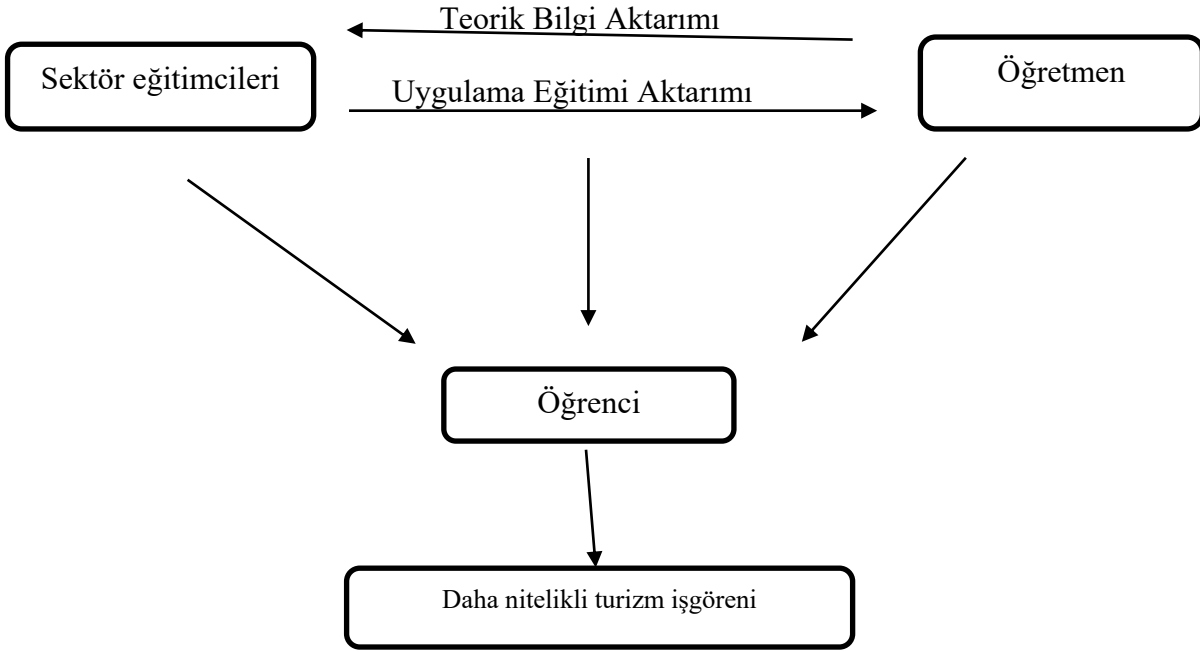 Teorik Bilgi Aktarımı
Sektör eğitimcileri
Öğretmen
Uygulama Eğitimi Aktarımı
Öğrenci
Daha nitelikli turizm işgöreni